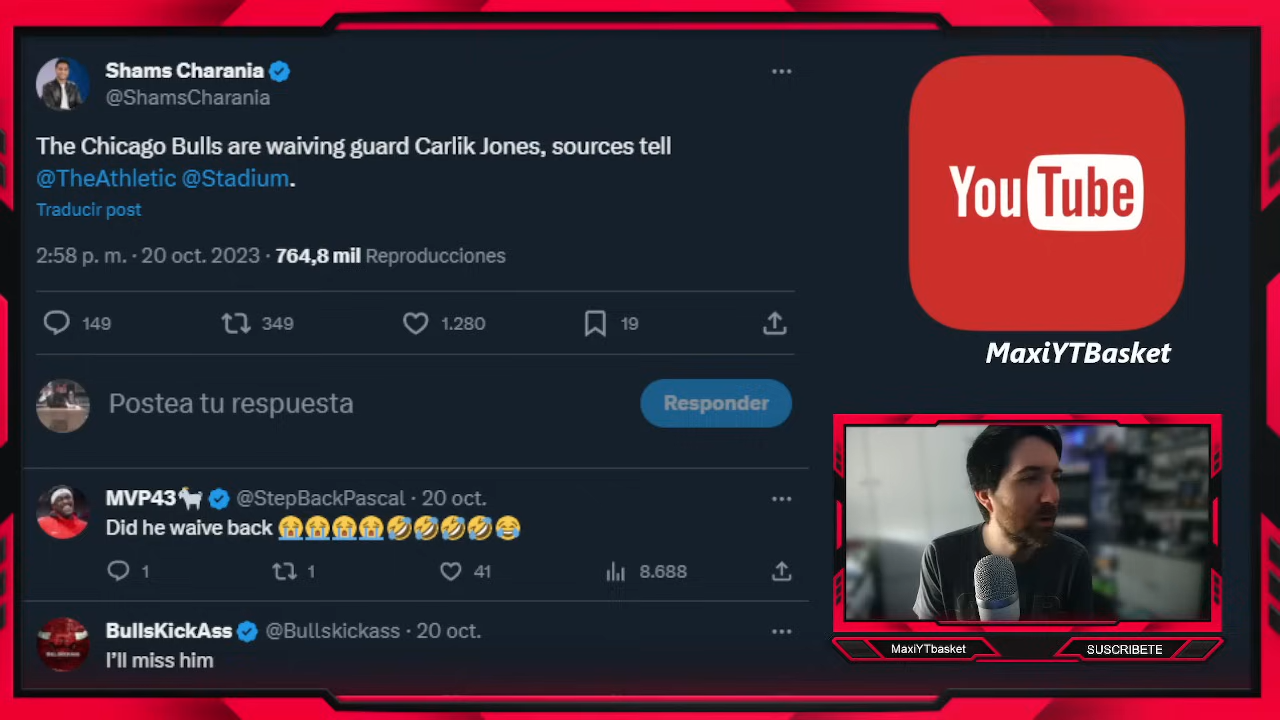 Shams Charania
@ShamsCharania
The Chicago Bulls are waiving guard Carlik Jones, sources tell
@TheAthletic @Stadium.
Traducir post
2:58 p. m. · 20 oct. 2023 · 764,8 mil Reproducciones
149 349 1.280 19
Postea tu respuesta
Responder
MVP43🐐 @StepBackPascal · 20 oct.
Did he waive back 😭😭😭😭🤣🤣🤣🤣😂
1 1 41 8.688
BullsKickAss @Bullskickass · 20 oct.
I'll miss him
YouTube
MaxiYTBasket
MaxiYTbasket
SUSCRIBETE